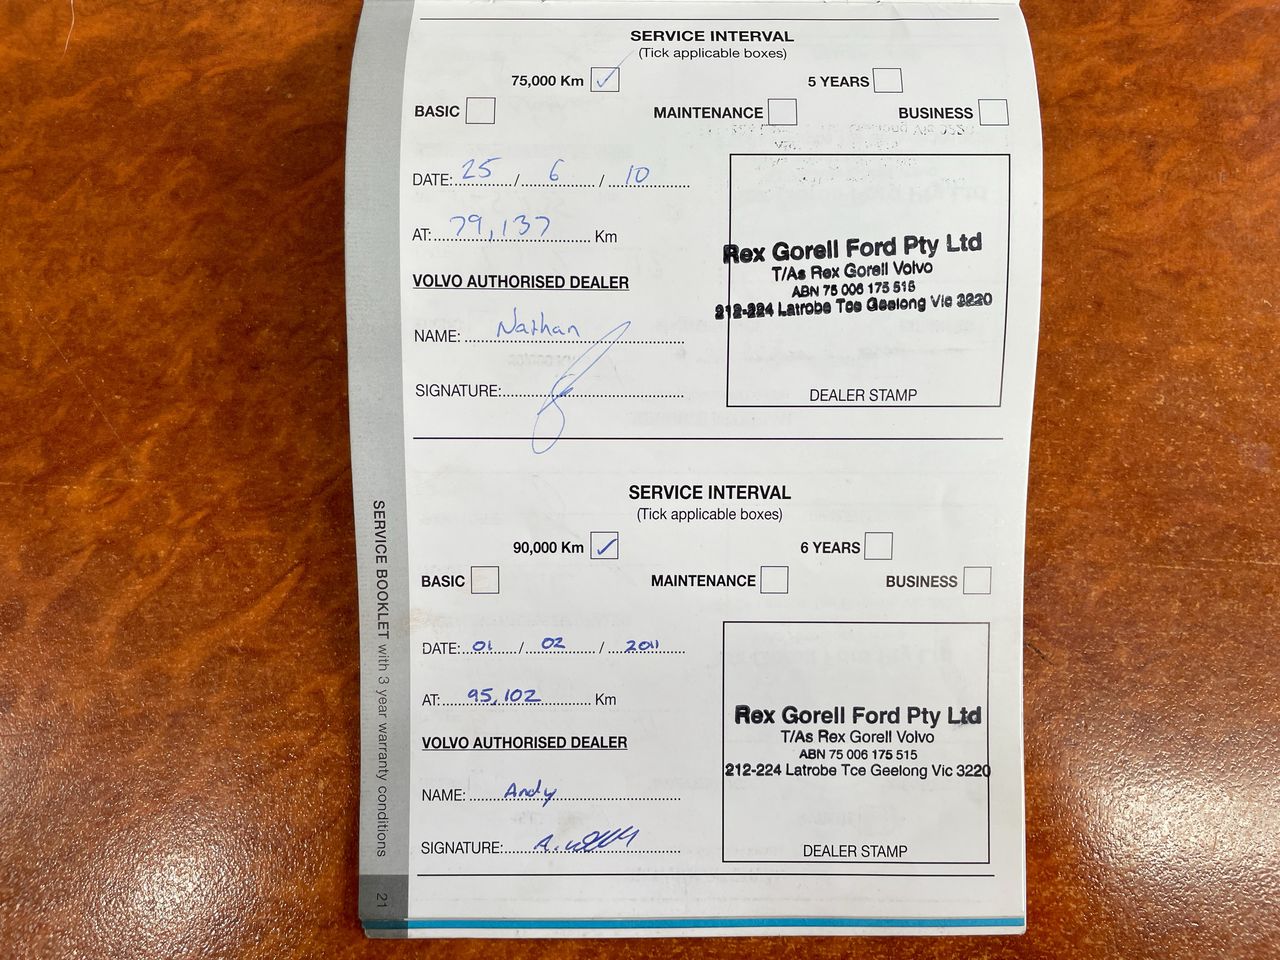 SERVICE INTERVAL
(Tick applicable boxes)
75,000 Km ✓ 5 YEARS
BASIC MAINTENANCE BUSINESS
DATE: 25 / 6 / 10
AT: 79,137 Km
VOLVO AUTHORISED DEALER
NAME: Nathan
SIGNATURE:
Rex Gorell Ford Pty Ltd
T/As Rex Gorell Volvo
ABN 75 006 175 515
212-224 Latrobe Tce Geelong Vic 3220
DEALER STAMP
SERVICE INTERVAL
(Tick applicable boxes)
90,000 Km ✓ 6 YEARS
BASIC MAINTENANCE BUSINESS
DATE: 01 / 02 / 2011
AT: 95,102 Km
VOLVO AUTHORISED DEALER
NAME: Andy
SIGNATURE:
Rex Gorell Ford Pty Ltd
T/As Rex Gorell Volvo
ABN 75 006 175 515
212-224 Latrobe Tce Geelong Vic 3220
DEALER STAMP
SERVICE BOOKLET with 3 year warranty conditions
21